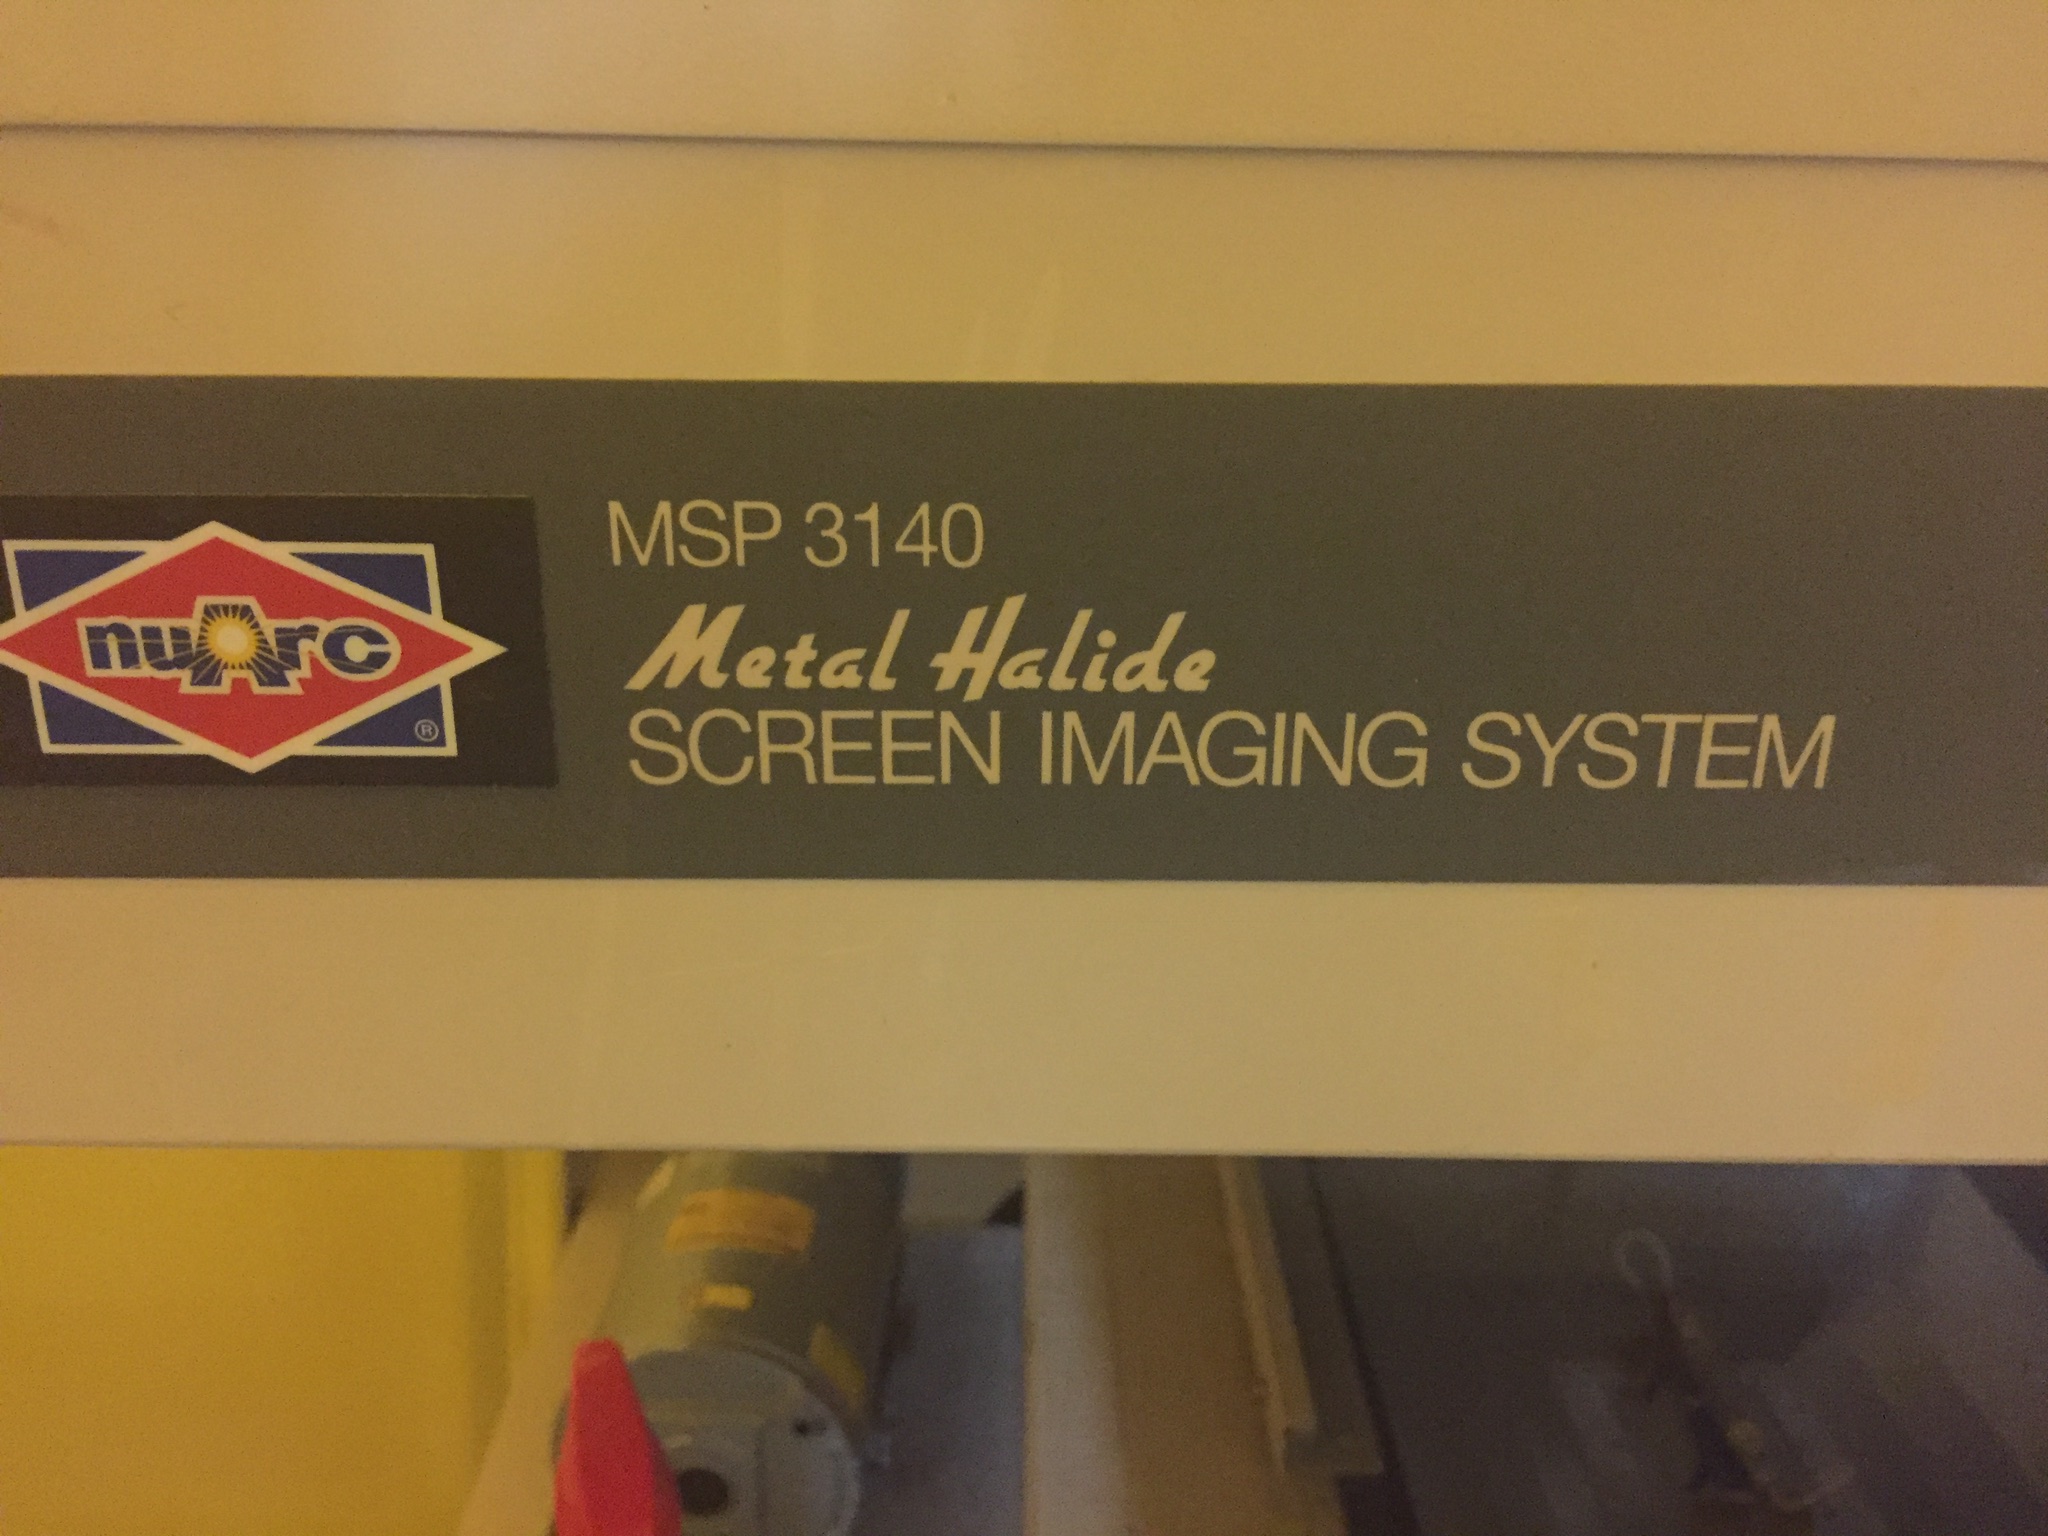 nuArc
®
MSP 3140
Metal Halide
SCREEN IMAGING SYSTEM